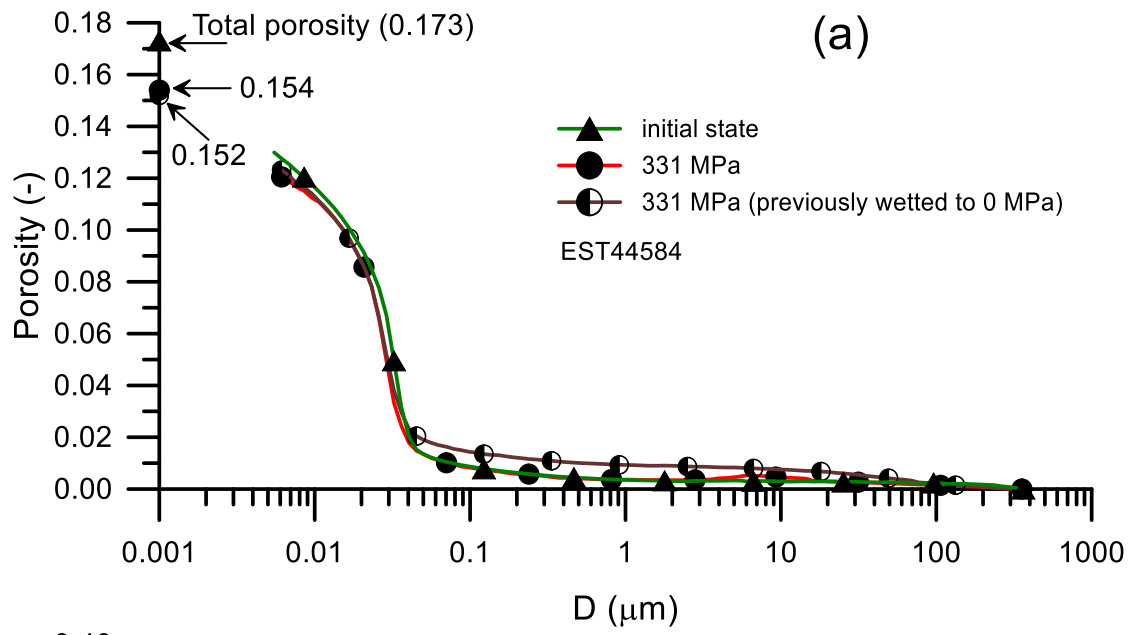 (a)
Total porosity (0.173)
0.154
0.152
initial state
331 MPa
331 MPa (previously wetted to 0 MPa)
EST44584
Porosity (-)
0.18
0.16
0.14
0.12
0.10
0.08
0.06
0.04
0.02
0.00
0.001 0.01 0.1 1 10 100 1000
D (μm)